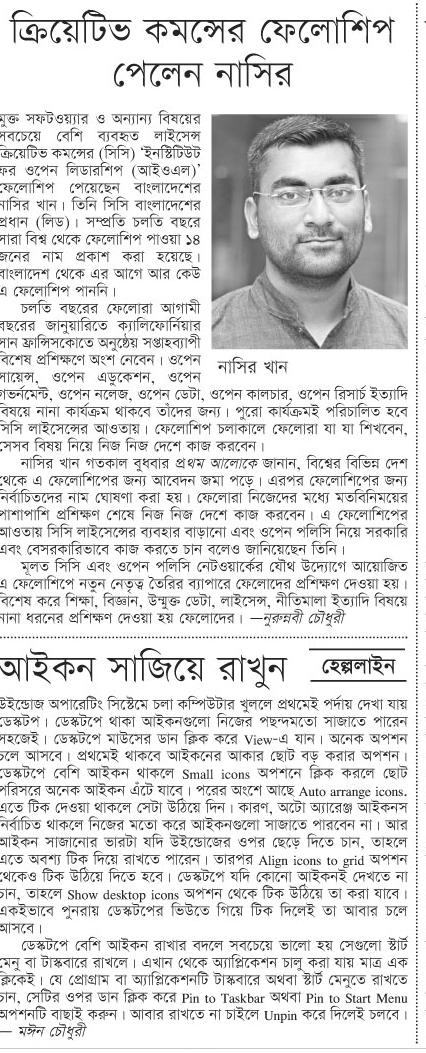 ক্রিয়েটিভ কমন্সের ফেলোশিপ
পেলেন নাসির
মুক্ত সফটওয়্যার ও অন্যান্য বিষয়ের
সবচেয়ে বেশি ব্যবহৃত লাইসেন্স
ক্রিয়েটিভ কমন্সের (সিসি) ‘ইনস্টিটিউট
ফর ওপেন লিডারশিপ (আইওএল)’
ফেলোশিপ পেয়েছেন বাংলাদেশের
নাসির খান। তিনি সিসি বাংলাদেশের
প্রধান (লিড)। সম্প্রতি চলতি বছরে
সারা বিশ্ব থেকে ফেলোশিপ পাওয়া ১৪
জনের নাম প্রকাশ করা হয়েছে।
বাংলাদেশ থেকে এর আগে আর কেউ
এ ফেলোশিপ পাননি।
চলতি বছরের ফেলোরা আগামী
বছরের জানুয়ারিতে ক্যালিফোর্নিয়ার
সান ফ্রান্সিসকোতে অনুষ্ঠেয় সপ্তাহব্যাপী
বিশেষ প্রশিক্ষণে অংশ নেবেন। ওপেন
সায়েন্স, ওপেন এডুকেশন, ওপেন
নাসির খান
গভর্নমেন্ট, ওপেন নলেজ, ওপেন ডেটা, ওপেন কালচার, ওপেন রিসার্চ ইত্যাদি
বিষয়ে নানা কার্যক্রম থাকবে তাঁদের জন্য। পুরো কার্যক্রমই পরিচালিত হবে
সিসি লাইসেন্সের আওতায়। ফেলোশিপ চলাকালে ফেলোরা যা যা শিখবেন,
সেসব বিষয় নিয়ে নিজ নিজ দেশে কাজ করবেন।
নাসির খান গতকাল বুধবার প্রথম আলোকে জানান, বিশ্বের বিভিন্ন দেশ
থেকে এ ফেলোশিপের জন্য আবেদন জমা পড়ে। এরপর ফেলোশিপের জন্য
নির্বাচিতদের নাম ঘোষণা করা হয়। ফেলোরা নিজেদের মধ্যে মতবিনিময়ের
পাশাপাশি প্রশিক্ষণ শেষে নিজ নিজ দেশে কাজ করবেন। এ ফেলোশিপের
আওতায় সিসি লাইসেন্সের ব্যবহার বাড়ানো এবং ওপেন পলিসি নিয়ে সরকারি
এবং বেসরকারিভাবে কাজ করতে চান বলেও জানিয়েছেন তিনি।
মূলত সিসি এবং ওপেন পলিসি নেটওয়ার্কের যৌথ উদ্যোগে আয়োজিত
এ ফেলোশিপে নতুন নেতৃত্ব তৈরির ব্যাপারে ফেলোদের প্রশিক্ষণ দেওয়া হয়।
বিশেষ করে শিক্ষা, বিজ্ঞান, উন্মুক্ত ডেটা, লাইসেন্স, নীতিমালা ইত্যাদি বিষয়ে
নানা ধরনের প্রশিক্ষণ দেওয়া হয় ফেলোদের। —নুরুন্নবী চৌধুরী
আইকন সাজিয়ে রাখুন
হেল্পলাইন
উইন্ডোজ অপারেটিং সিস্টেমে চলা কম্পিউটার খুললে প্রথমেই পর্দায় দেখা যায়
ডেস্কটপ। ডেস্কটপে থাকা আইকনগুলো নিজের পছন্দমতো সাজাতে পারেন
সহজেই। ডেস্কটপে মাউসের ডান ক্লিক করে View-এ যান। অনেক অপশন
চলে আসবে। প্রথমেই থাকবে আইকনের আকার ছোট বড় করার অপশন।
ডেস্কটপে বেশি আইকন থাকলে Small icons অপশনে ক্লিক করলে ছোট
পরিসরে অনেক আইকন এঁটে যাবে। পরের অংশে আছে Auto arrange icons.
এতে টিক দেওয়া থাকলে সেটা উঠিয়ে দিন। কারণ, অটো অ্যারেঞ্জ আইকনস
নির্বাচিত থাকলে নিজের মতো করে আইকনগুলো সাজাতে পারবেন না। আর
আইকন সাজানোর ভারটা যদি উইন্ডোজের ওপর ছেড়ে দিতে চান, তাহলে
এতে অবশ্য টিক দিয়ে রাখতে পারেন। তারপর Align icons to grid অপশন
থেকেও টিক উঠিয়ে দিতে হবে। ডেস্কটপে যদি কোনো আইকনই দেখতে না
চান, তাহলে Show desktop icons অপশন থেকে টিক উঠিয়ে তা করা যাবে।
একইভাবে পুনরায় ডেস্কটপের ভিউতে গিয়ে টিক দিলেই তা আবার চলে
আসবে।
ডেস্কটপে বেশি আইকন রাখার বদলে সবচেয়ে ভালো হয় সেগুলো স্টার্ট
মেনু বা টাস্কবারে রাখলে। এখান থেকে অ্যাপ্লিকেশন চালু করা যায় মাত্র এক
ক্লিকেই। যে প্রোগ্রাম বা অ্যাপ্লিকেশনটি টাস্কবারে অথবা স্টার্ট মেনুতে রাখতে
চান, সেটির ওপর ডান ক্লিক করে Pin to Taskbar অথবা Pin to Start Menu
অপশনটি বাছাই করুন। আবার রাখতে না চাইলে Unpin করে দিলেই চলবে।
— মঈন চৌধুরী